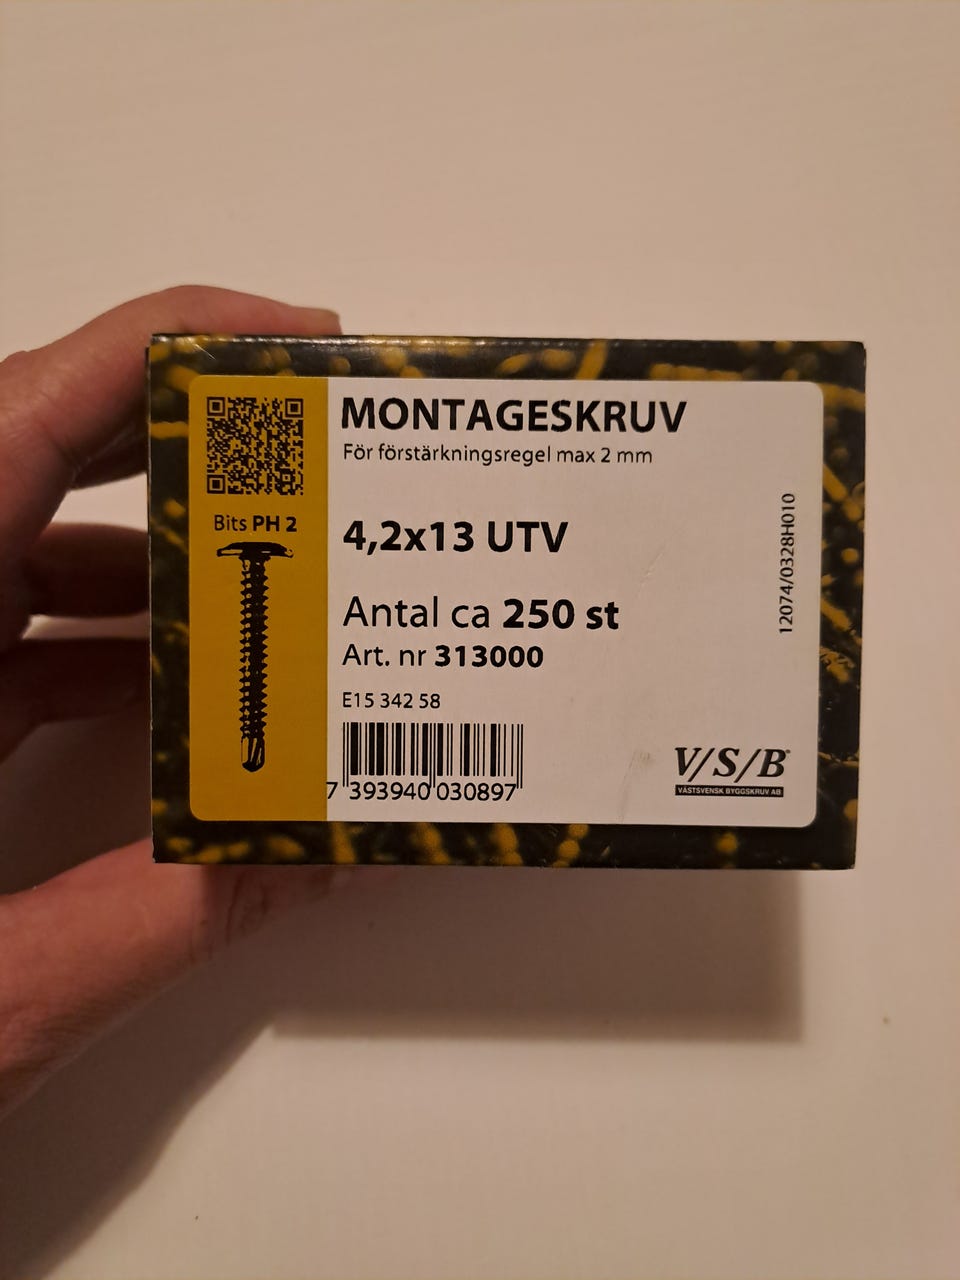 MONTAGESKRUV
För förstärkningsregel max 2 mm
Bits PH 2
4,2x13 UTV
Antal ca 250 st
Art. nr 313000
E15 342 58
7 393940 030897
12074/0328H010
V/S/B
VÄSTSVENSK BYGGSKRUV AB